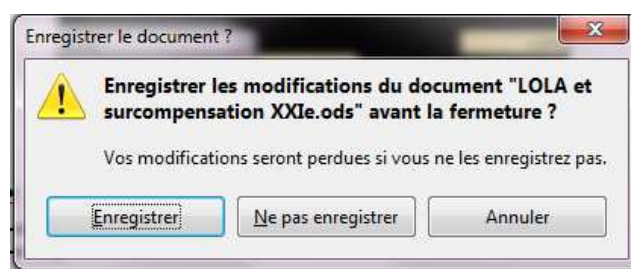 Enregistrer le document ?
Enregistrer les modifications du document "LOLA et
surcompensation XXIe.ods" avant la fermeture ?
Vos modifications seront perdues si vous ne les enregistrez pas.
Enregistrer Ne pas enregistrer Annuler